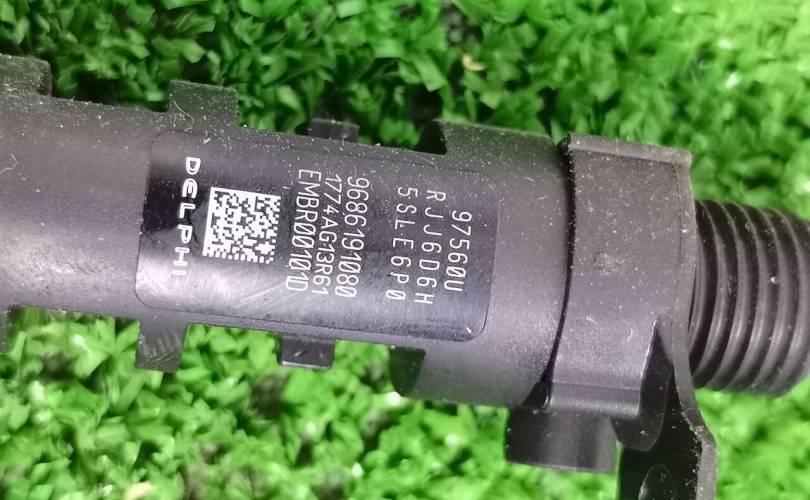 97560U
RJJ6D6H
5SLE6P0
9686191080
1774AG13R61
EMBR00101D
DELPHI